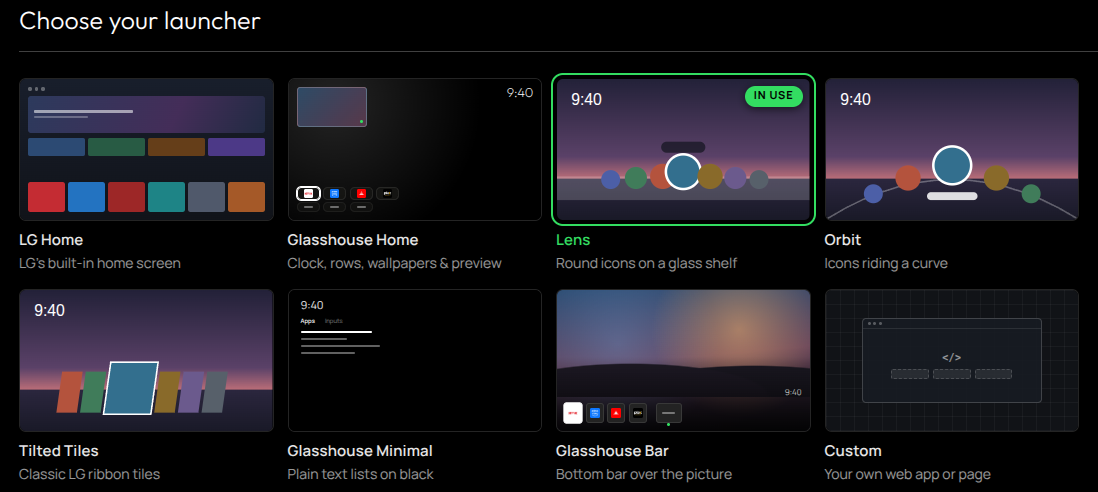 Choose your launcher
LG Home
LG's built-in home screen
9:40
Glasshouse Home
Clock, rows, wallpapers & preview
9:40
IN USE
Lens
Round icons on a glass shelf
9:40
Orbit
Icons riding a curve
9:40
Tilted Tiles
Classic LG ribbon tiles
9:40
Apps Inputs
Glasshouse Minimal
Plain text lists on black
9:40
Glasshouse Bar
Bottom bar over the picture
</>
Custom
Your own web app or page